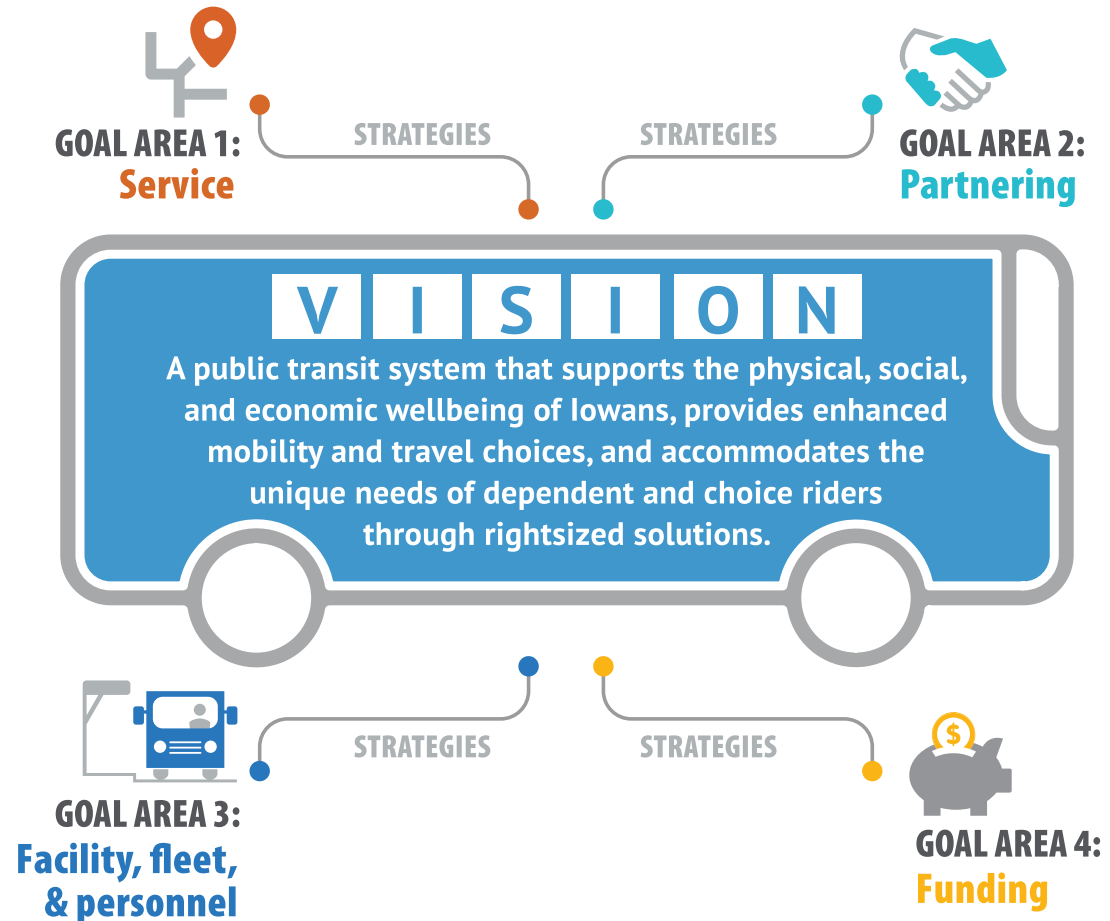 GOAL AREA 1:
Service
STRATEGIES
STRATEGIES
GOAL AREA 2:
Partnering
VISION
A public transit system that supports the physical, social,
and economic wellbeing of Iowans, provides enhanced
mobility and travel choices, and accommodates the
unique needs of dependent and choice riders
through rightsized solutions.
GOAL AREA 3:
Facility, fleet,
& personnel
STRATEGIES
STRATEGIES
$
GOAL AREA 4:
Funding